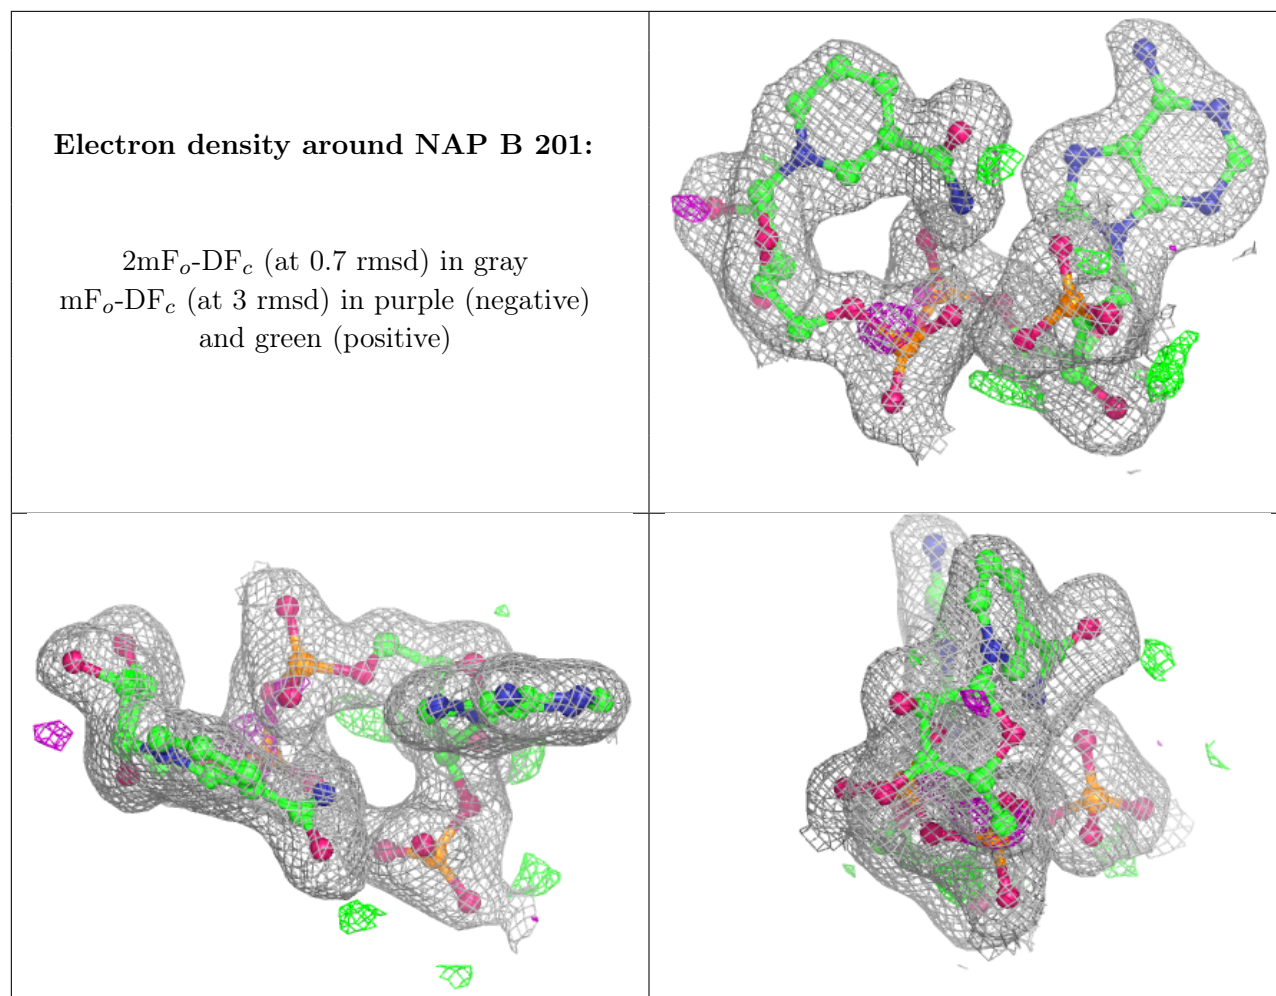 Electron density around NAP B 201:
2mFₒ-DF𝒸 (at 0.7 rmsd) in gray
mFₒ-DF𝒸 (at 3 rmsd) in purple (negative)
and green (positive)